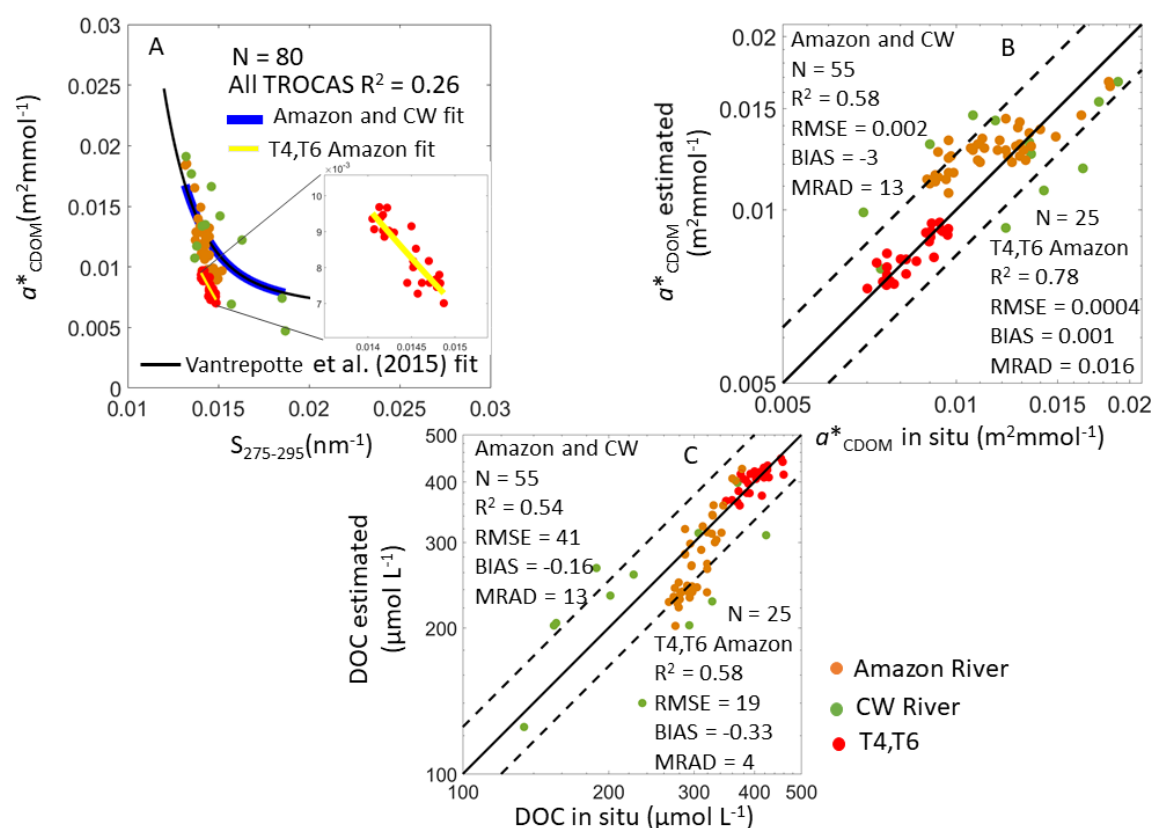 A
N = 80
All TROCAS R² = 0.26
Amazon and CW fit
T4,T6 Amazon fit
Vantrepotte et al. (2015) fit
a*CDOM(m²mmol⁻¹)
0.03
0.025
0.02
0.015
0.01
0.005
0
0.01 0.015 0.02 0.025 0.03
S₂₇₅₋₂₉₅(nm⁻¹)
×10⁻³
10
9
8
7
0.014 0.0145 0.015
B
Amazon and CW
N = 55
R² = 0.58
RMSE = 0.002
BIAS = -3
MRAD = 13
N = 25
T4,T6 Amazon
R² = 0.78
RMSE = 0.0004
BIAS = 0.001
MRAD = 0.016
a*CDOM estimated
(m²mmol⁻¹)
0.02
0.015
0.01
0.005
0.005 0.01 0.015 0.02
a*CDOM in situ (m²mmol⁻¹)
C
Amazon and CW
N = 55
R² = 0.54
RMSE = 41
BIAS = -0.16
MRAD = 13
N = 25
T4,T6 Amazon
R² = 0.58
RMSE = 19
BIAS = -0.33
MRAD = 4
DOC estimated
(µmol L⁻¹)
500
400
300
200
100
100 200 300 400 500
DOC in situ (µmol L⁻¹)
Amazon River
CW River
T4,T6